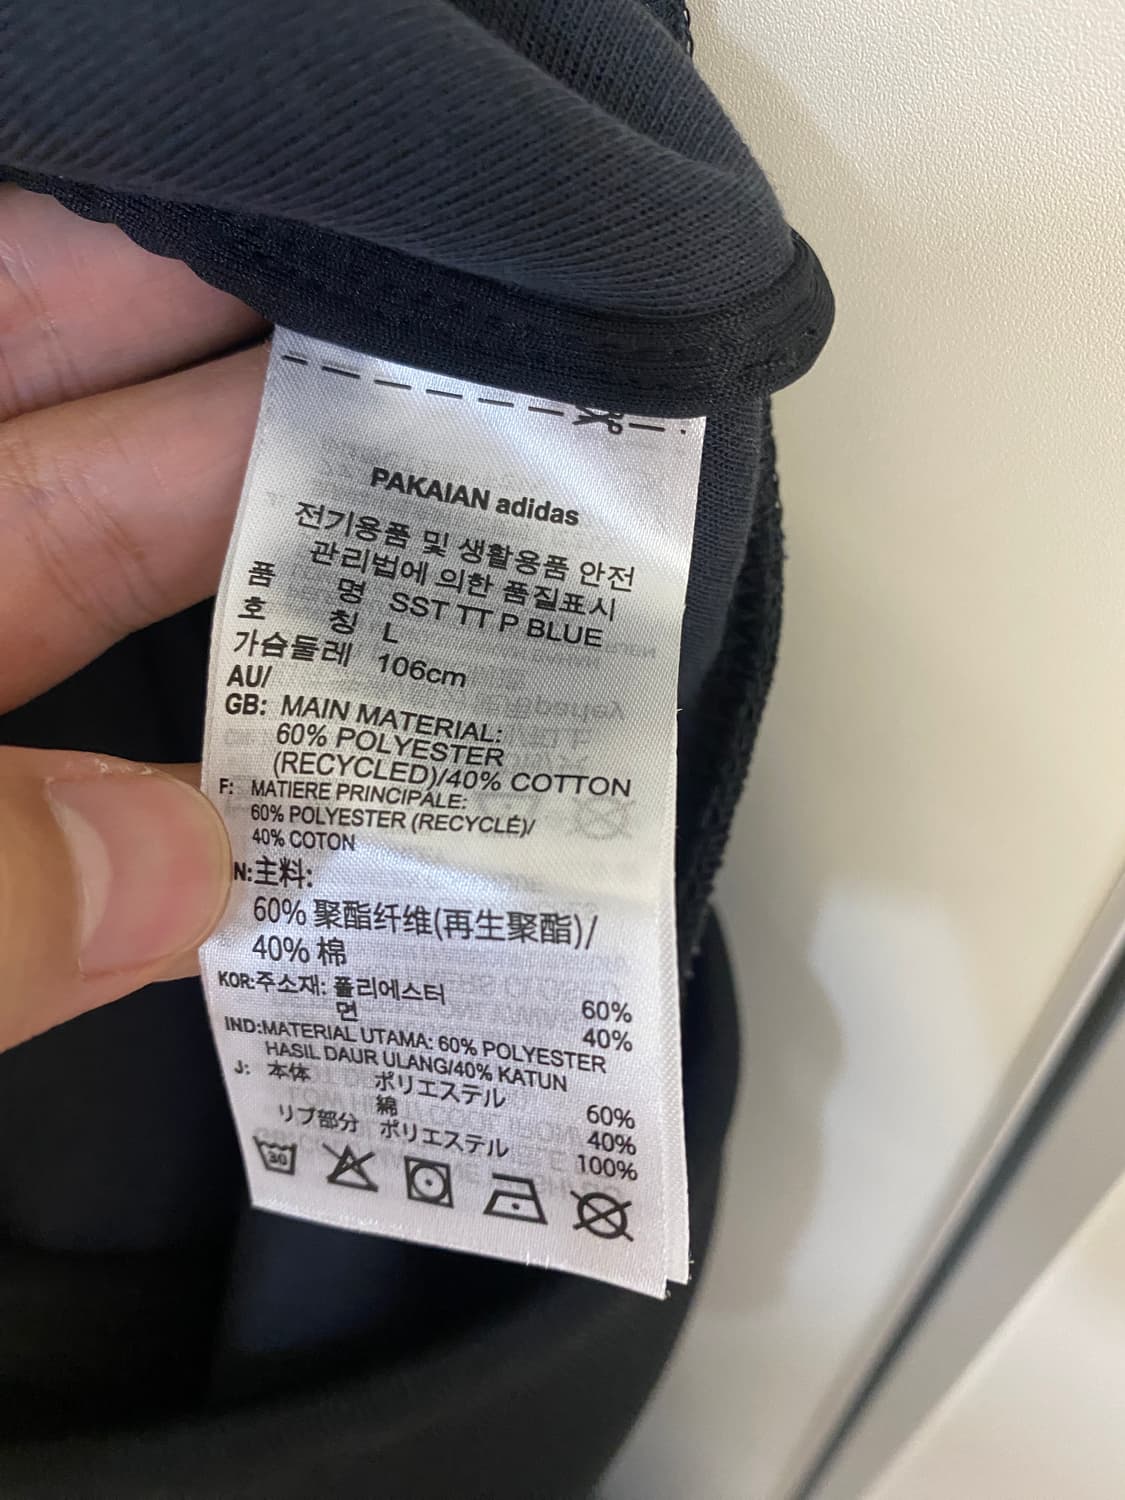 PAKAIAN adidas
전기용품 및 생활용품 안전
관리법에 의한 품질표시
품 명 SST TT P BLUE
호 칭 L
가슴둘레 106cm
AU/
GB: MAIN MATERIAL:
60% POLYESTER
(RECYCLED)/40% COTTON
F: MATIERE PRINCIPALE:
60% POLYESTER (RECYCLÉ)/
40% COTON
N:主料:
60% 聚酯纤维(再生聚酯)/
40% 棉
KOR:주소재: 폴리에스터 60%
면 40%
IND:MATERIAL UTAMA: 60% POLYESTER
HASIL DAUR ULANG/40% KATUN
J: 本体 ポリエステル 60%
綿 40%
リブ部分 ポリエステル 100%
30